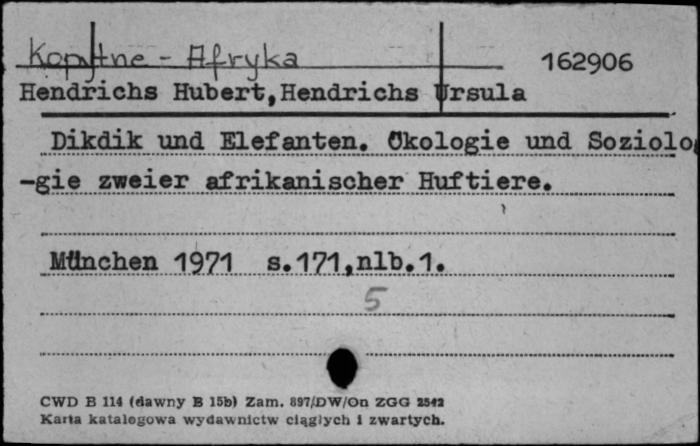 Kopytne - Afryka
162906
Hendrichs Hubert,Hendrichs Ursula
Dikdik und Elefanten. Ökologie und Soziolo
-gie zweier afrikanischer Huftiere.
München 1971 s.171,nlb.1.
5
CWD B 114 (dawny B 15b) Zam. 897/DW/On ZGG 2542
Karta katalogowa wydawnictw ciągłych i zwartych.